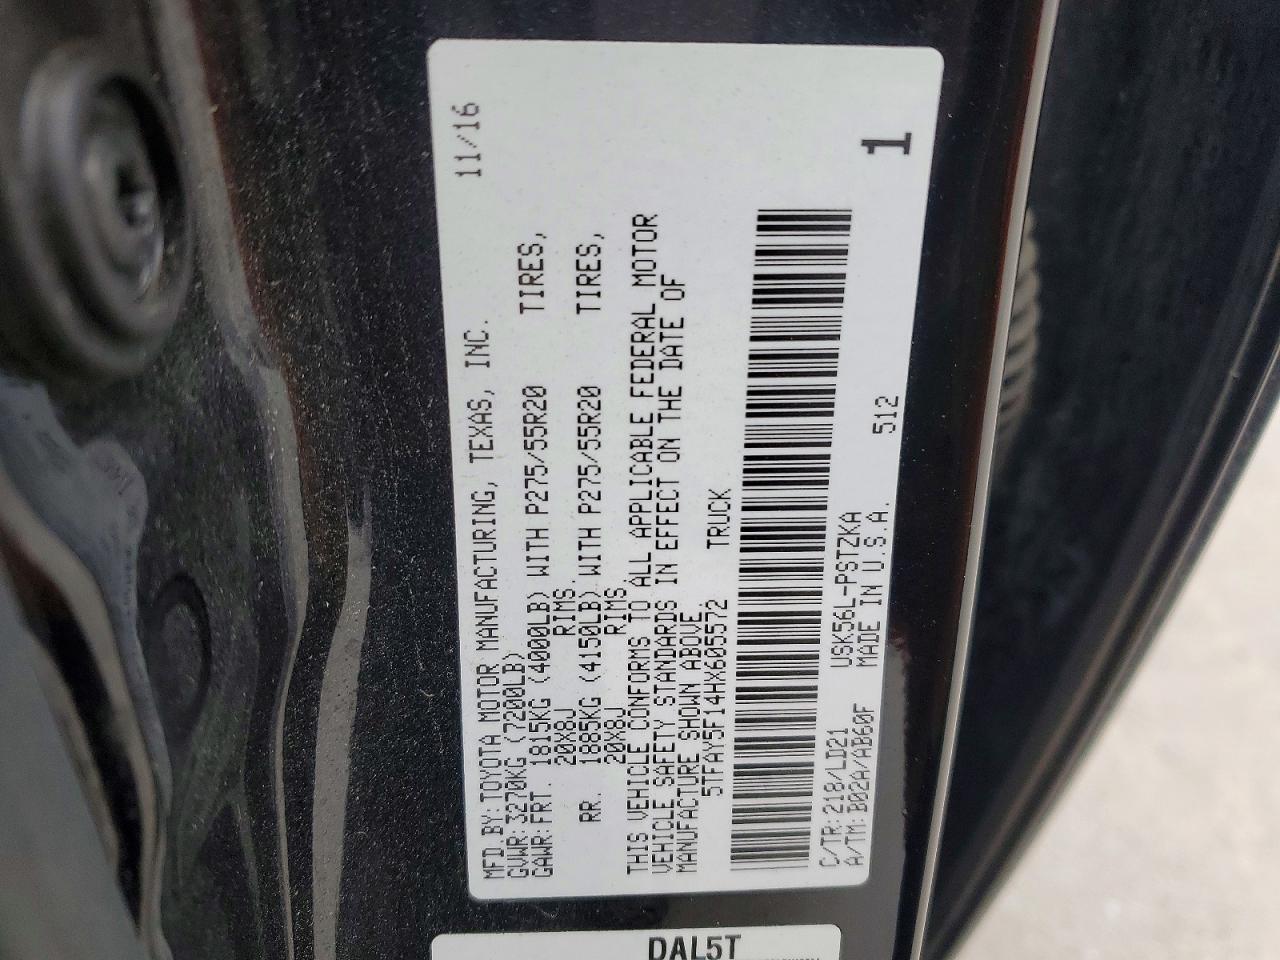 MFD.BY:TOYOTA MOTOR MANUFACTURING, TEXAS, INC. 11/16
GVWR:3270KG(7200LB)
GAWR:FRT. 1815KG (4000LB) WITH P275/55R20 TIRES,
20X8J RIMS,
RR. 1885KG (4150LB) WITH P275/55R20 TIRES,
20X8J RIMS,
THIS VEHICLE CONFORMS TO ALL APPLICABLE FEDERAL MOTOR
VEHICLE SAFETY STANDARDS IN EFFECT ON THE DATE OF
MANUFACTURE SHOWN ABOVE.
5TFAY5F14HX605572 TRUCK
C/TR:218/LD21 USK56L-PSTZKA 512
A/TM:B02A/AB60F MADE IN U.S.A.
1
DAL5T